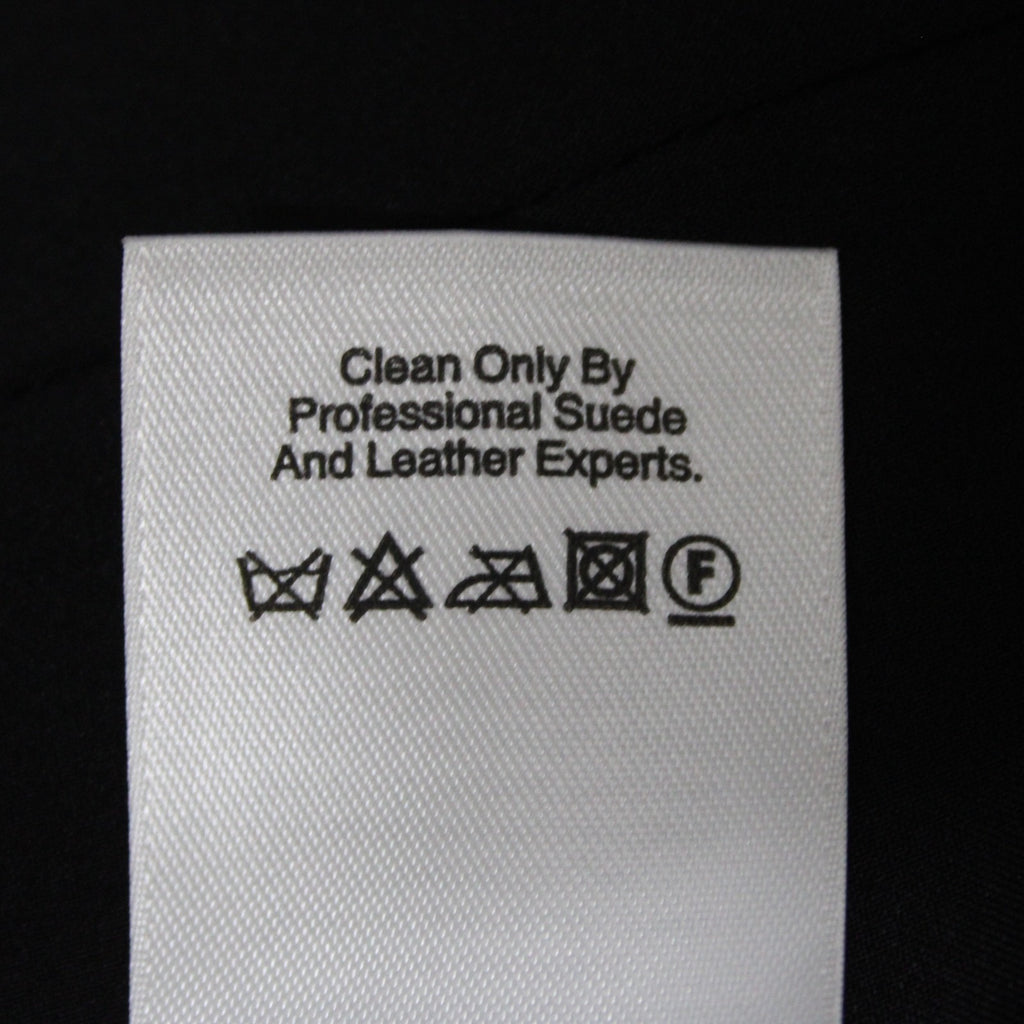 Clean Only By
Professional Suede
And Leather Experts.
F